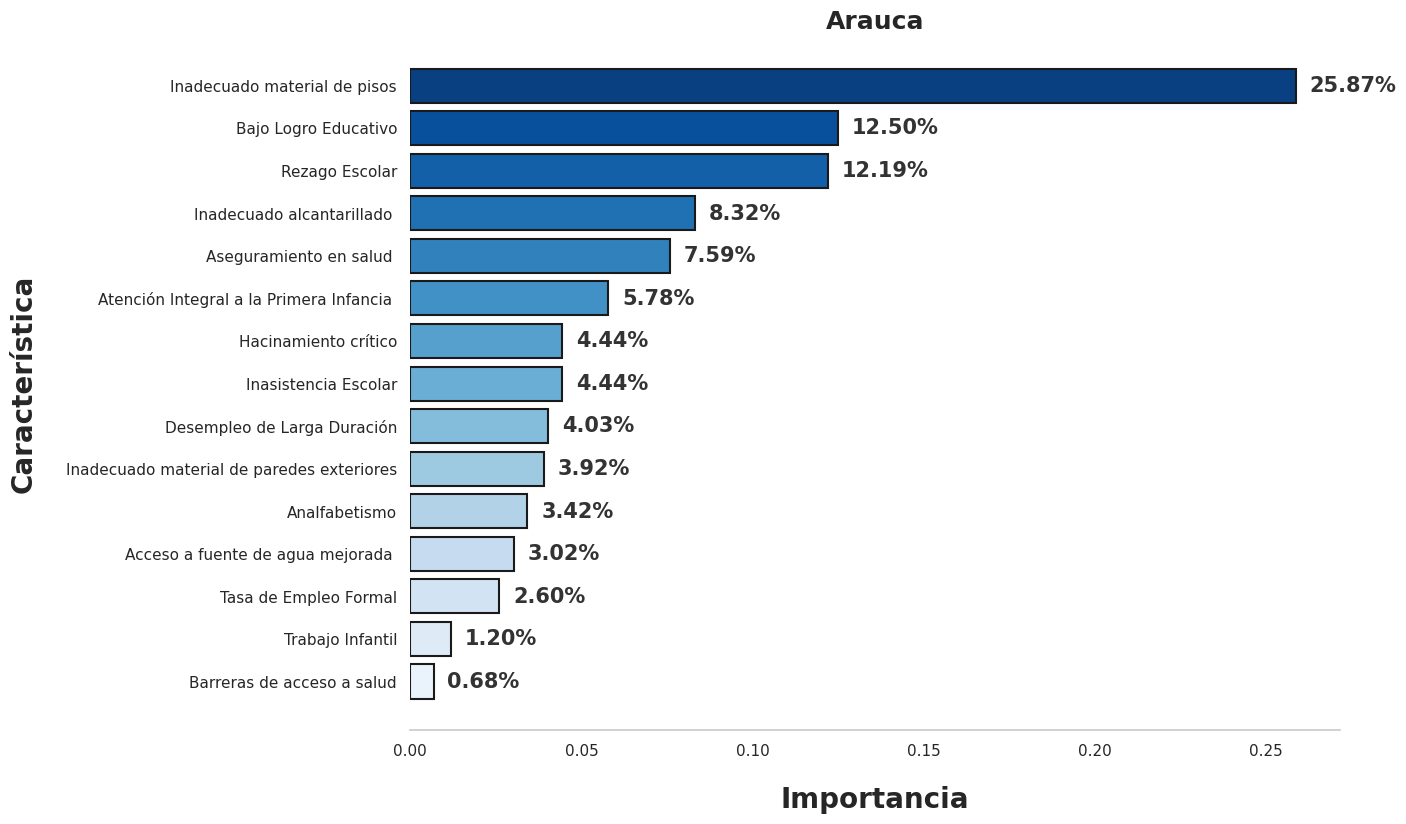 Arauca
Inadecuado material de pisos 25.87%
Bajo Logro Educativo 12.50%
Rezago Escolar 12.19%
Inadecuado alcantarillado 8.32%
Aseguramiento en salud 7.59%
Atención Integral a la Primera Infancia 5.78%
Hacinamiento crítico 4.44%
Inasistencia Escolar 4.44%
Desempleo de Larga Duración 4.03%
Inadecuado material de paredes exteriores 3.92%
Analfabetismo 3.42%
Acceso a fuente de agua mejorada 3.02%
Tasa de Empleo Formal 2.60%
Trabajo Infantil 1.20%
Barreras de acceso a salud 0.68%
Característica
0.00 0.05 0.10 0.15 0.20 0.25
Importancia